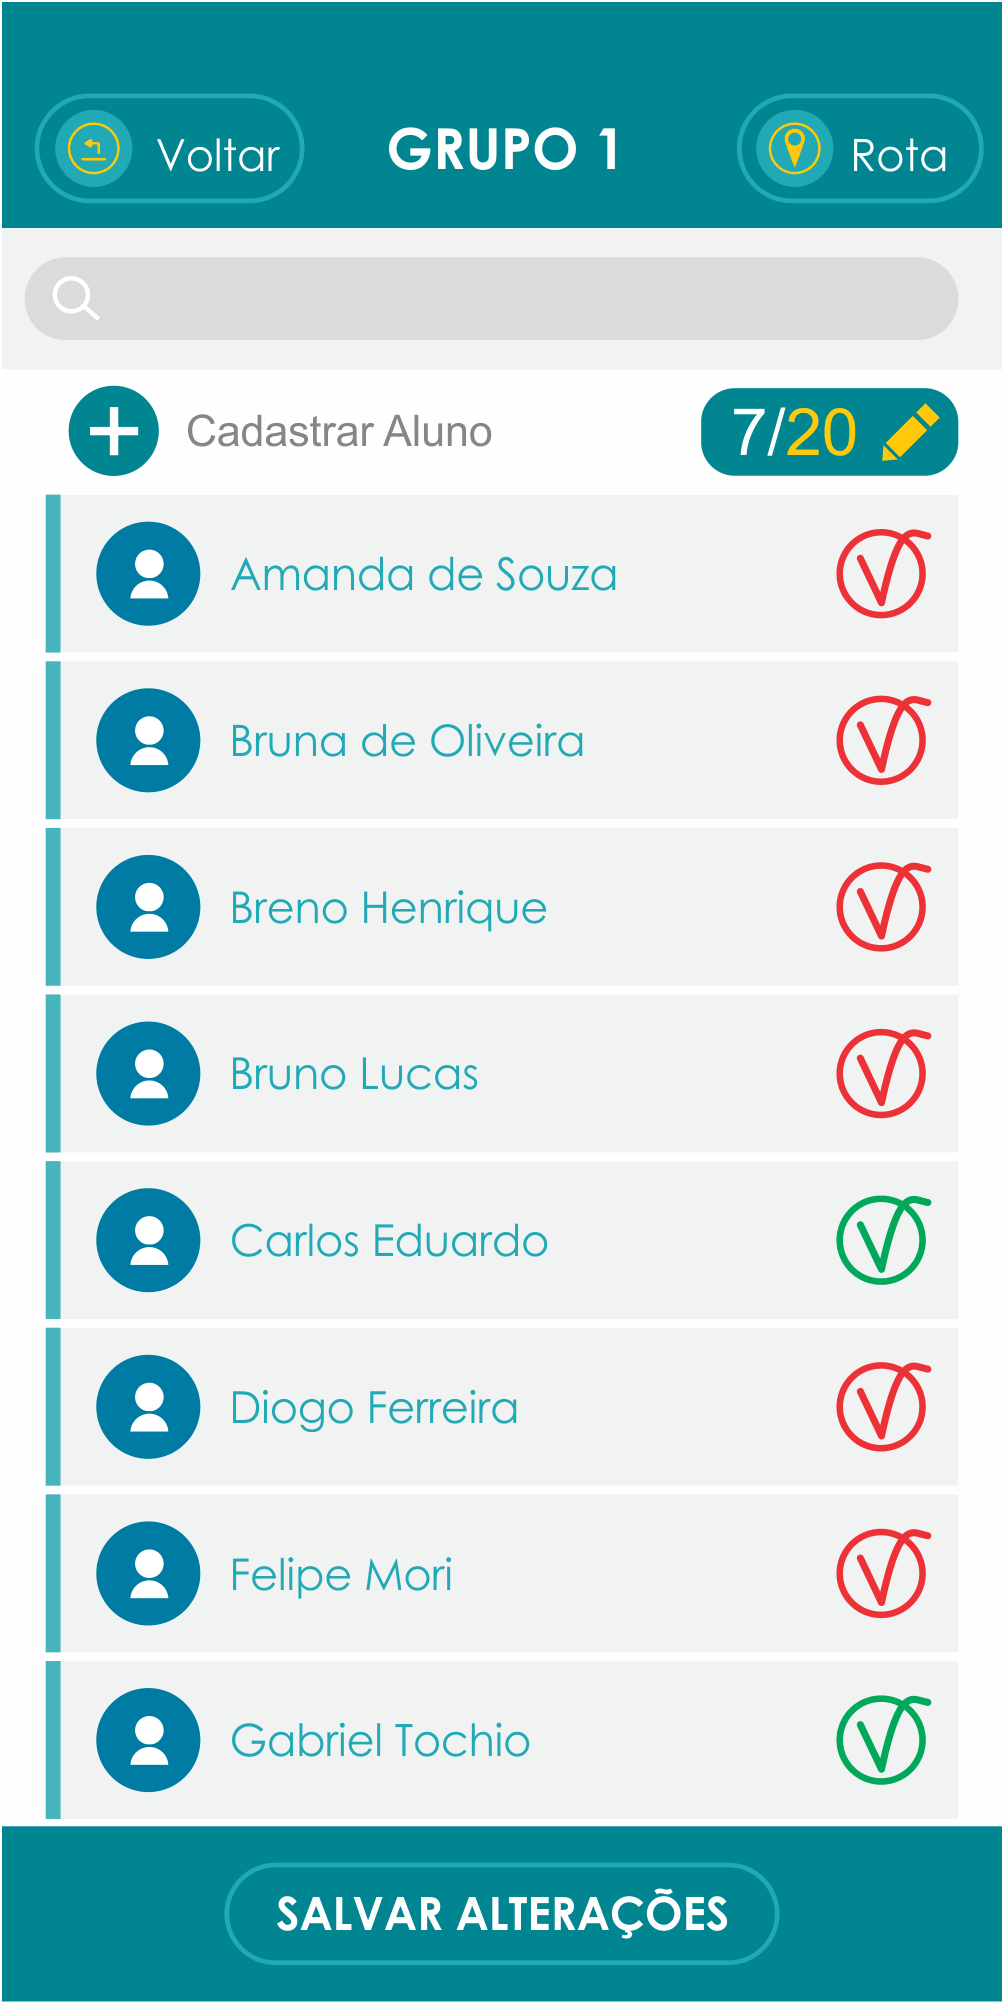 Voltar
GRUPO 1
Rota
Cadastrar Aluno
7/20
Amanda de Souza
Bruna de Oliveira
Breno Henrique
Bruno Lucas
Carlos Eduardo
Diogo Ferreira
Felipe Mori
Gabriel Tochio
SALVAR ALTERAÇÕES